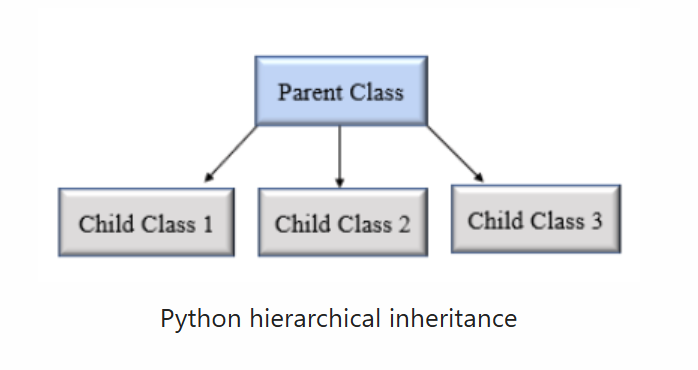 Parent Class
Child Class 1
Child Class 2
Child Class 3
Python hierarchical inheritance